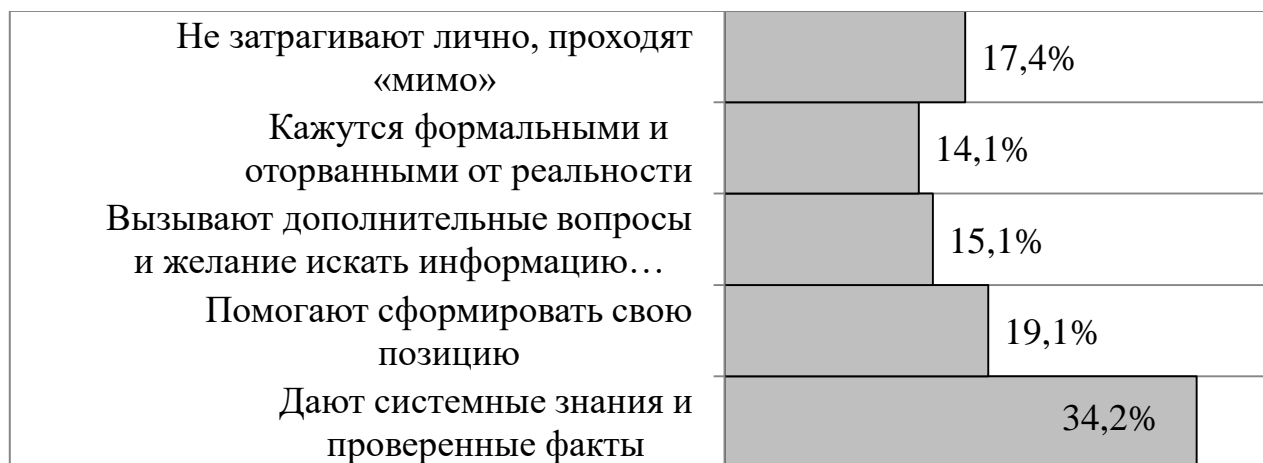 Не затрагивают лично, проходят
«мимо»
17,4%
Кажутся формальными и
оторванными от реальности
14,1%
Вызывают дополнительные вопросы
и желание искать информацию…
15,1%
Помогают сформировать свою
позицию
19,1%
Дают системные знания и
проверенные факты
34,2%